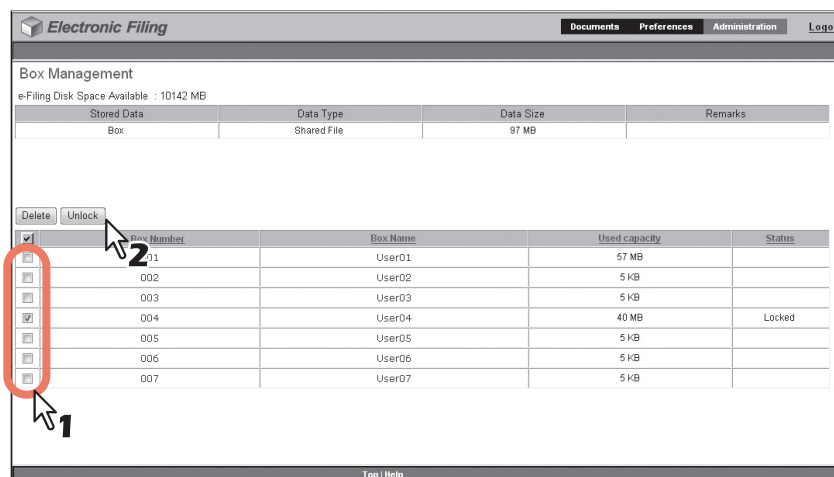 Electronic Filing Documents Preferences Administration
Box Management
e-Filing Disk Space Available : 10142 MB
Stored Data Data Type Data Size Remarks
Box Shared File 97 MB
Delete Unlock
2
Box Number Box Name Used capacity Status
User01 57 MB
002 User02 5 KB
003 User03 5 KB
004 User04 40 MB Locked
005 User05 5 KB
006 User06 5 KB
007 User07 5 KB
1
Top | Help